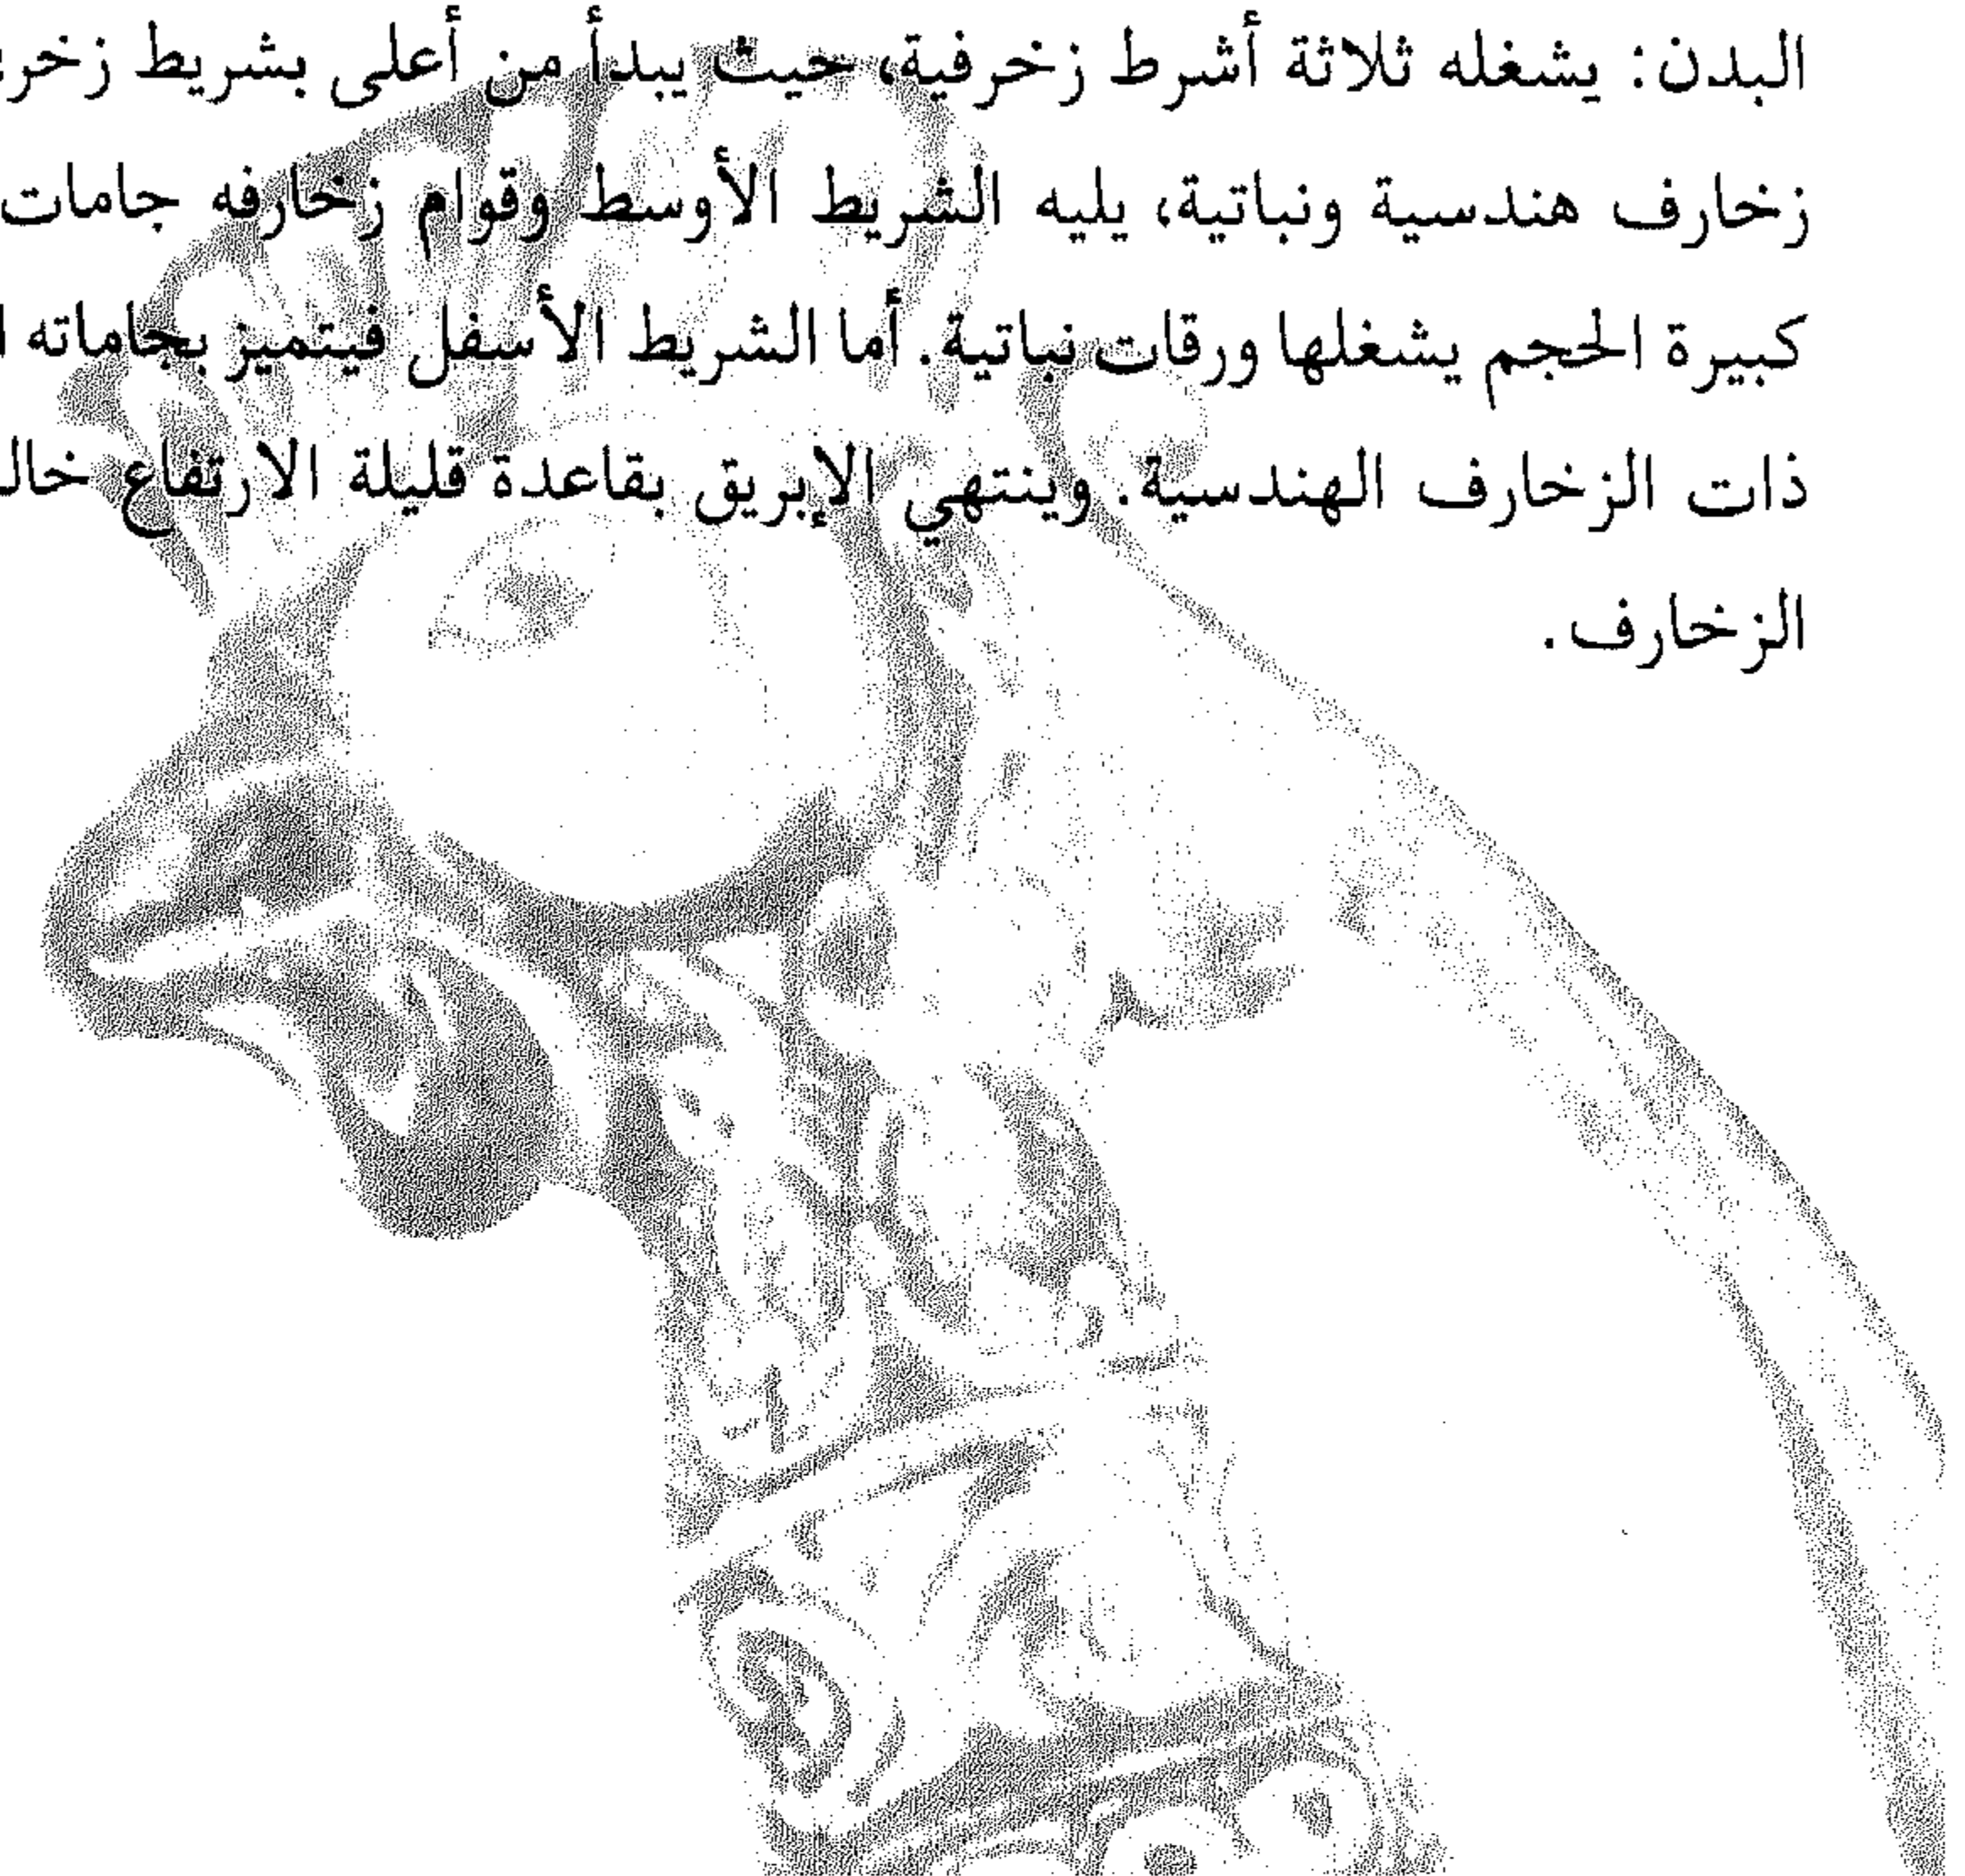 البدن: يشغله ثلاثة أشرط زخرفية، حيث يبدأ من أعلى بشريط
زخارف هندسية ونباتية، يليه الشريط الأوسط وقوام زخارفه جامات
كبيرة الحجم يشغلها ورقات نباتية. أما الشريط الأسفل فيتميز بجاماته
ذات الزخارف الهندسية. وينتهي الإبريق بقاعدة قليلة الارتفاع
الزخارف.